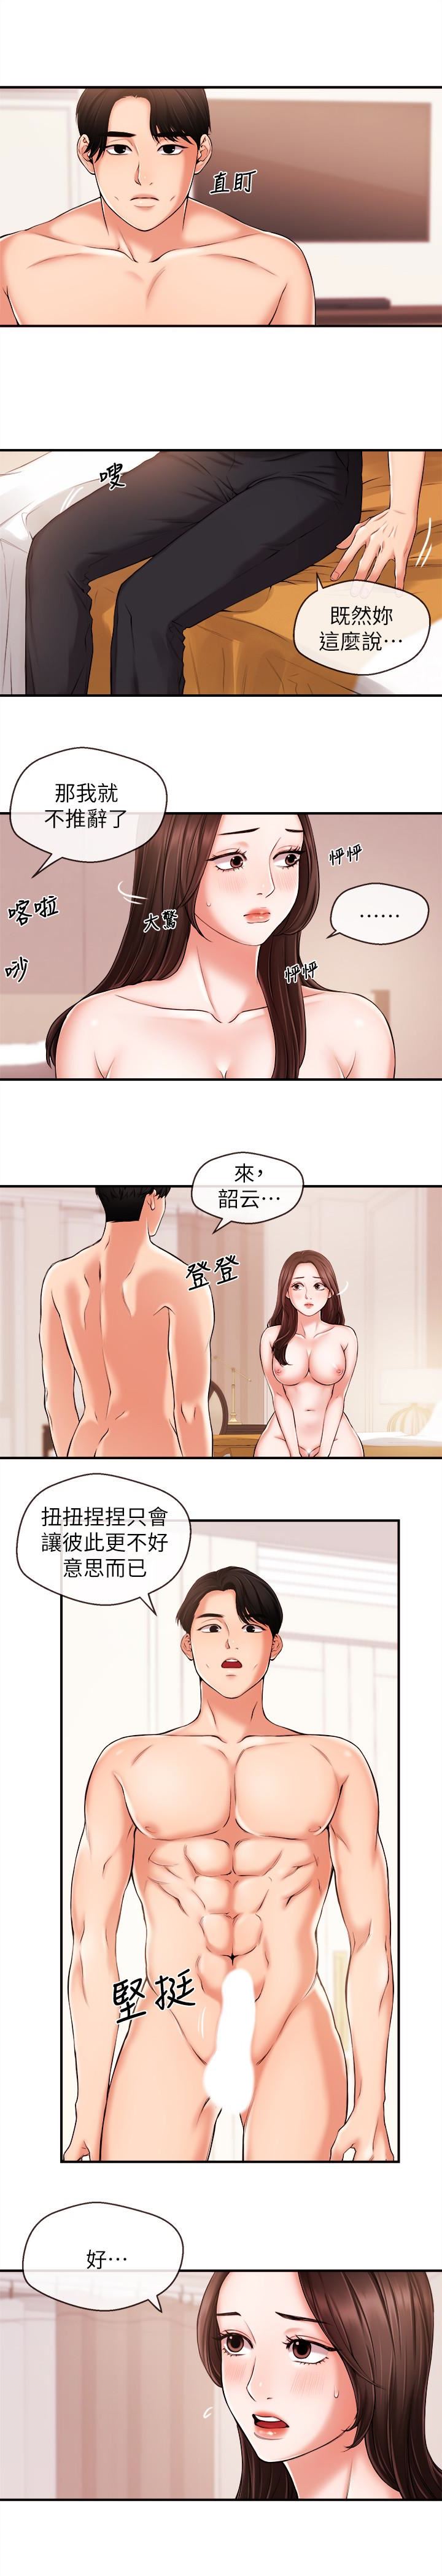 直盯
嗖
既然妳
這麼說…
那我就
不推辭了
怦怦
……
大驚
喀啦
吵
怦怦
來，
韶云…
登登
扭扭捏捏只會
讓彼此更不好
意思而已
堅挺
好…